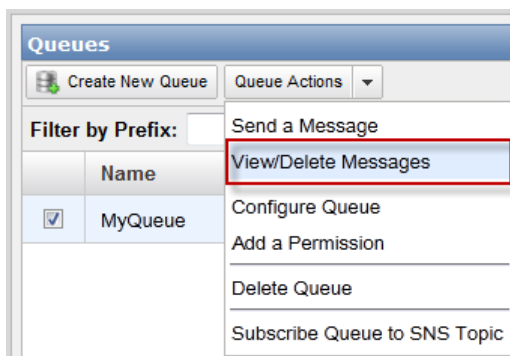 Queues
Create New Queue Queue Actions
Filter by Prefix: Send a Message
Name View/Delete Messages
MyQueue Configure Queue
Add a Permission
Delete Queue
Subscribe Queue to SNS Topic